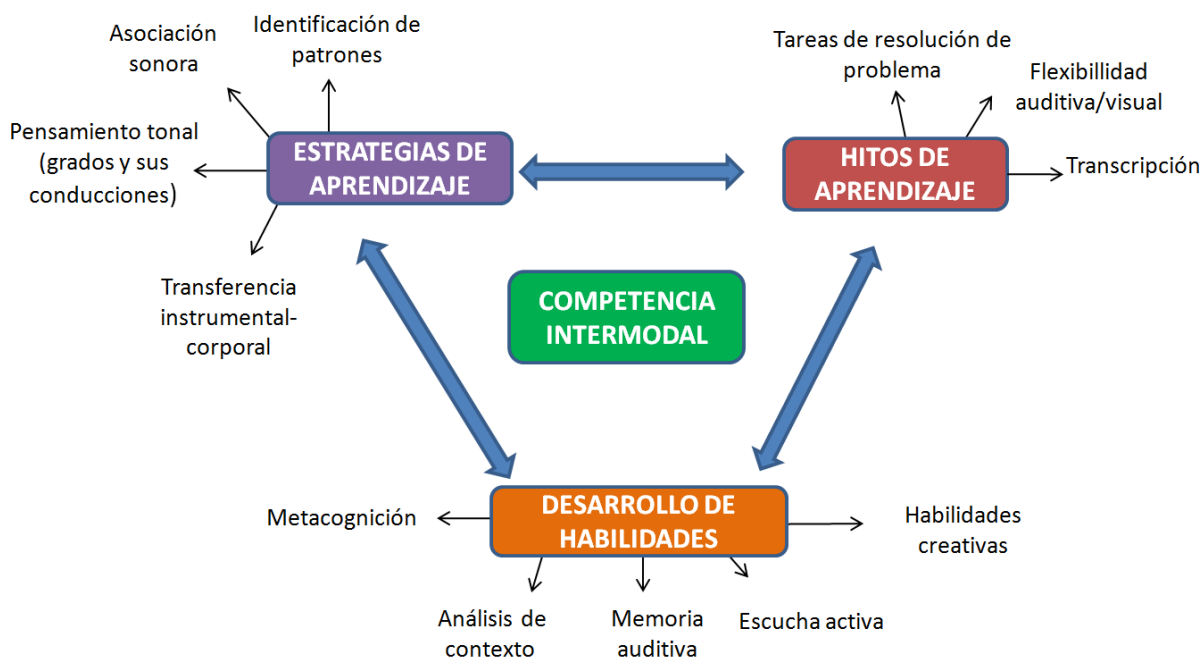 Asociación
sonora
Identificación de
patrones
Pensamiento tonal
(grados y sus
conducciones)
ESTRATEGIAS DE
APRENDIZAJE
Transferencia
instrumental-
corporal
Tareas de resolución de
problema
Flexibillidad
auditiva/visual
HITOS DE
APRENDIZAJE
Transcripción
COMPETENCIA
INTERMODAL
DESARROLLO DE
HABILIDADES
Metacognición
Habilidades
creativas
Análisis de
contexto
Memoria
auditiva
Escucha activa